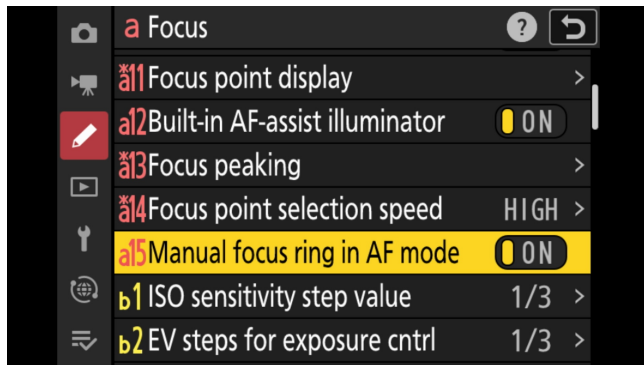 a Focus ?
*a11 Focus point display >
a12 Built-in AF-assist illuminator ON
*a13 Focus peaking >
*a14 Focus point selection speed HIGH >
a15 Manual focus ring in AF mode ON
b1 ISO sensitivity step value 1/3 >
b2 EV steps for exposure cntrl 1/3 >